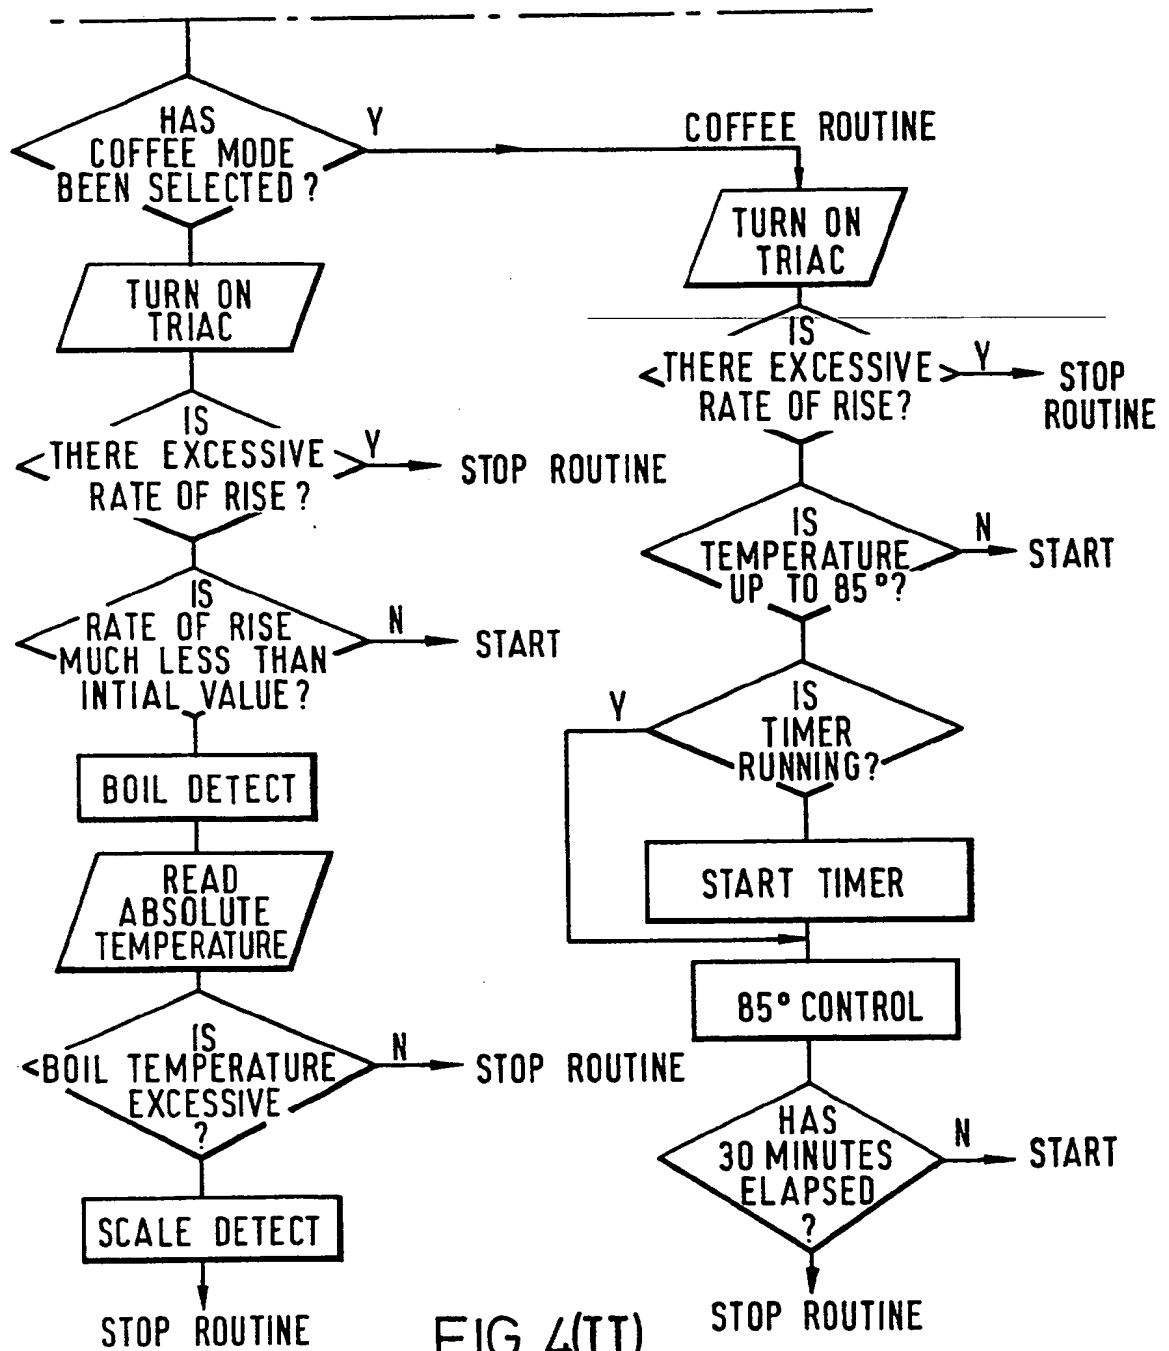 HAS
COFFEE MODE
BEEN SELECTED?
Y
COFFEE ROUTINE
TURN ON
TRIAC
IS
THERE EXCESSIVE
RATE OF RISE?
Y
STOP ROUTINE
IS
RATE OF RISE
MUCH LESS THAN
INTIAL VALUE?
N
START
BOIL DETECT
READ
ABSOLUTE
TEMPERATURE
IS
<BOIL TEMPERATURE
EXCESSIVE
?
N
STOP ROUTINE
SCALE DETECT
STOP ROUTINE
TURN ON
TRIAC
IS
THERE EXCESSIVE
RATE OF RISE?
Y
STOP
ROUTINE
IS
TEMPERATURE
UP TO 85°?
N
START
IS
TIMER
RUNNING?
Y
START TIMER
85° CONTROL
HAS
30 MINUTES
ELAPSED
?
N
START
STOP ROUTINE
FIG 4(II)